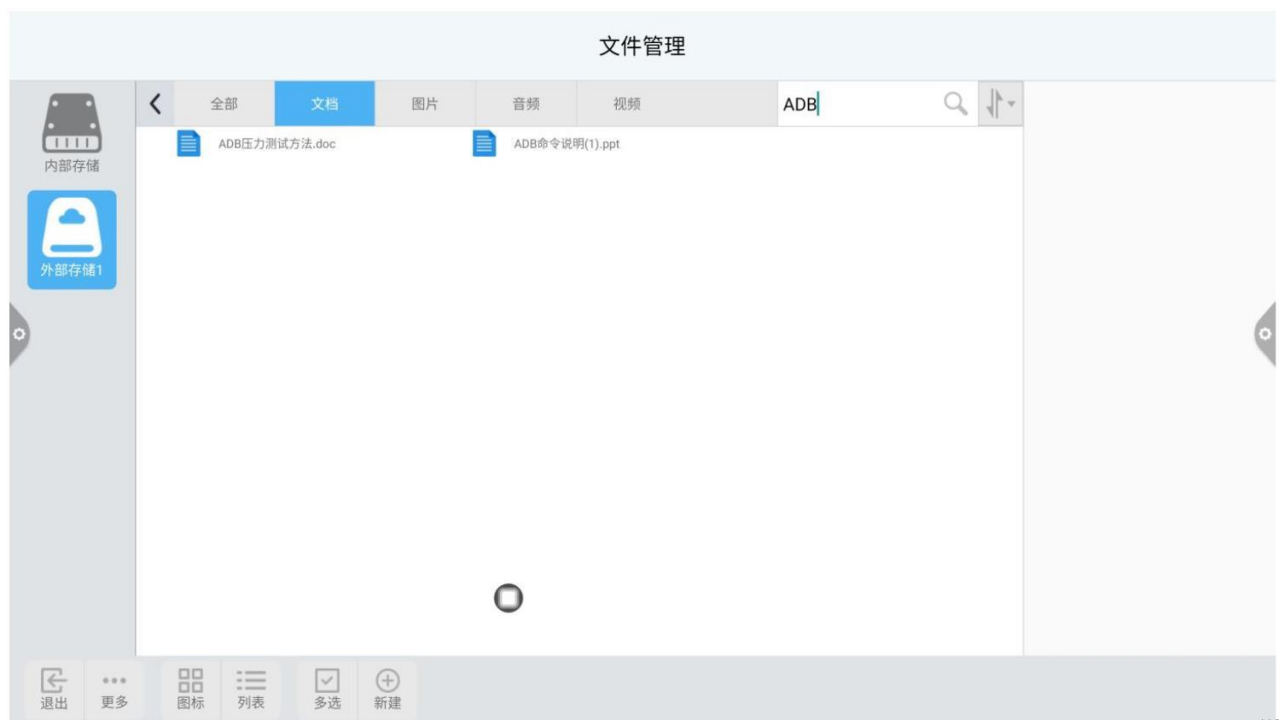 文件管理
全部 文档 图片 音频 视频 ADB
内部存储
ADB压力测试方法.doc ADB命令说明(1).ppt
外部存储1
退出 更多 图标 列表 多选 新建